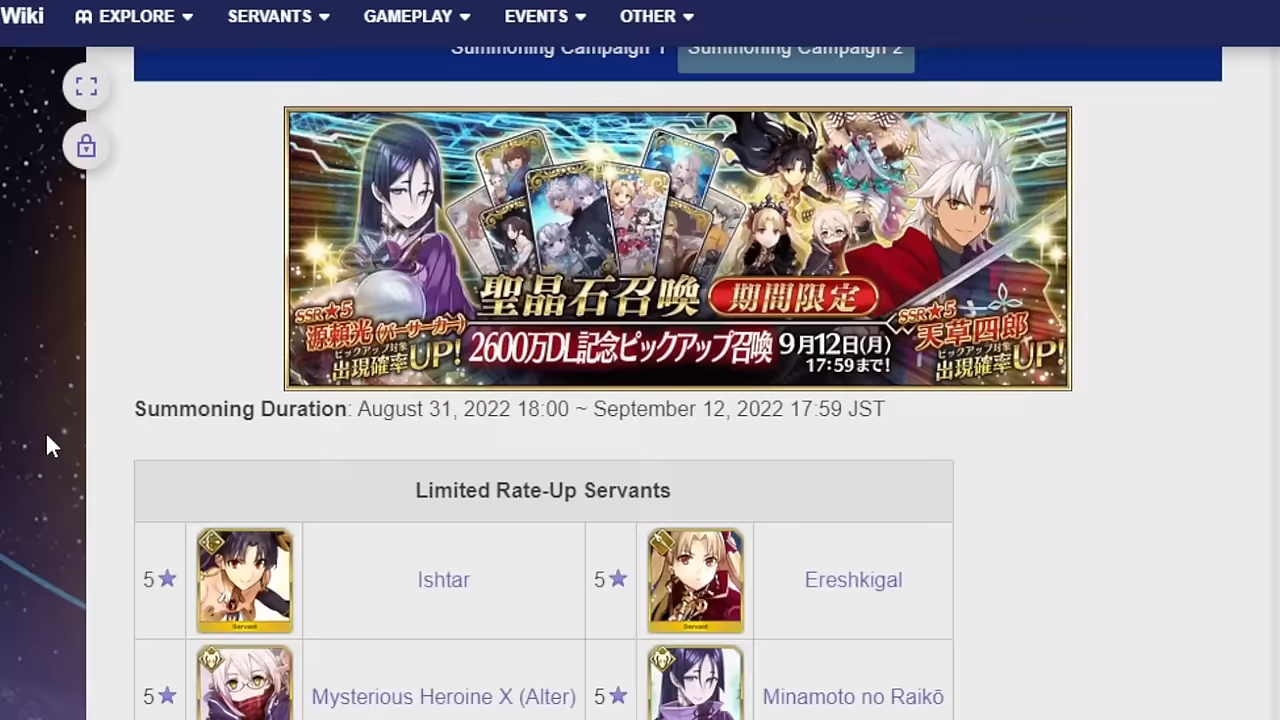 Wiki
EXPLORE
SERVANTS
GAMEPLAY
EVENTS
OTHER
Summoning Campaign 1
Summoning Campaign 2
聖晶石召喚
期間限定
SSR★5
源頼光(バーサーカー)
ピックアップ対象
出現確率UP!
2600万DL記念ピックアップ召喚
9月12日(月)
17:59まで!
SSR★5
天草四郎
ピックアップ対象
出現確率UP!
Summoning Duration: August 31, 2022 18:00 ~ September 12, 2022 17:59 JST
Limited Rate-Up Servants
5★ Servant Ishtar 5★ Servant Ereshkigal
5★ Mysterious Heroine X (Alter) 5★ Minamoto no Raikō